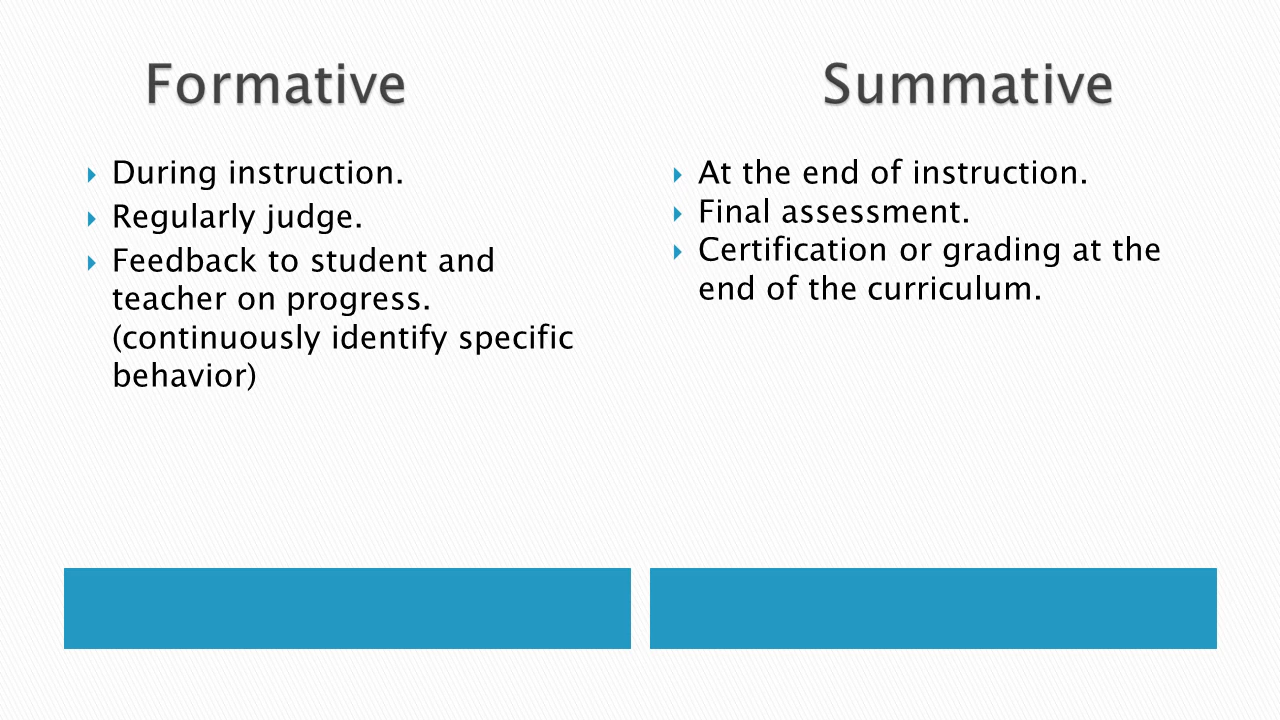 Formative
During instruction.
Regularly judge.
Feedback to student and
teacher on progress.
(continuously identify specific
behavior)
Summative
At the end of instruction.
Final assessment.
Certification or grading at the
end of the curriculum.